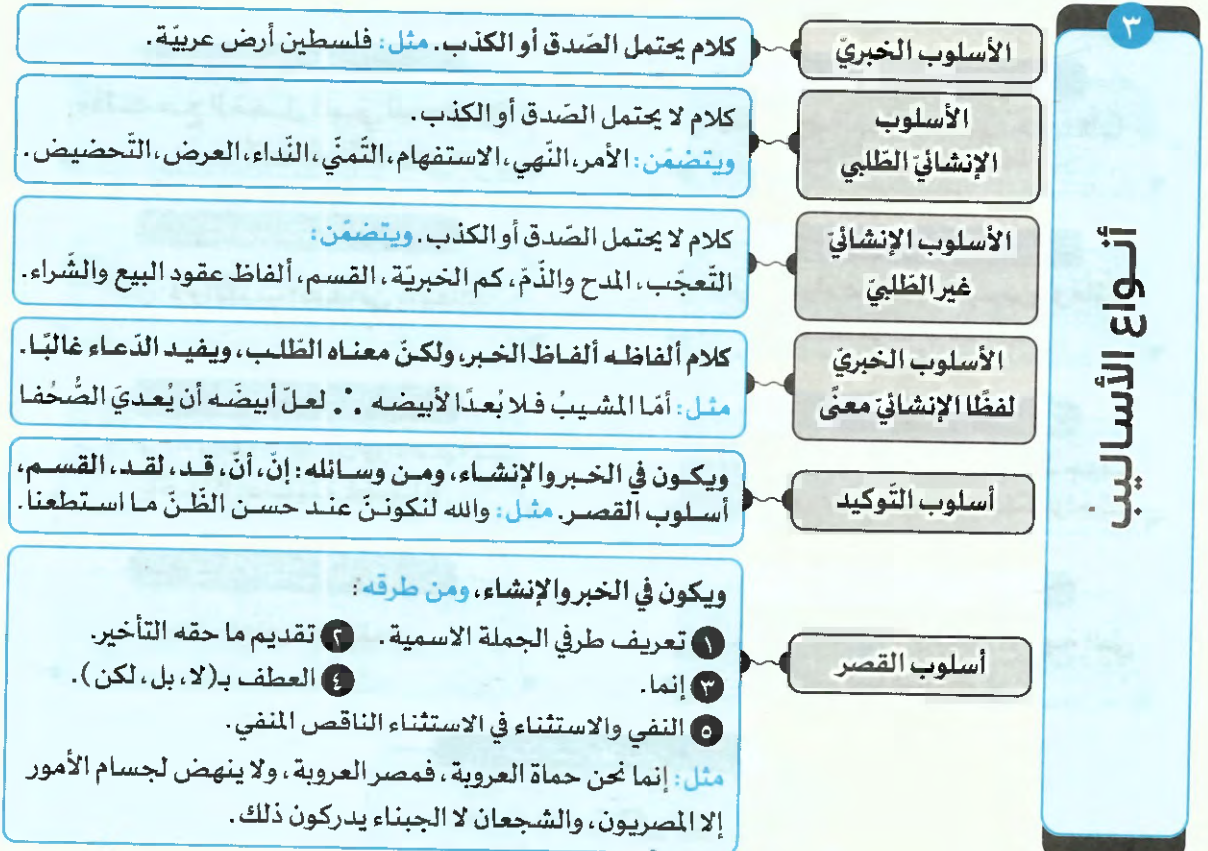 ٣
أنواع الأساليب
الأسلوب الخبريّ
كلام يحتمل الصّدق أو الكذب. مثل: فلسطين أرض عربيّة.
الأسلوب
الإنشائيّ الطّلبي
كلام لا يحتمل الصّدق أو الكذب.
ويتضمّن: الأمر، النّهي، الاستفهام، التّمنّي، النّداء، العرض، التّحضيض.
الأسلوب الإنشائيّ
غير الطّلبيّ
كلام لا يحتمل الصّدق أو الكذب. ويتضمّن:
التّعجّب، المدح والذّمّ، كم الخبريّة، القسم، ألفاظ عقود البيع والشّراء.
الأسلوب الخبريّ
لفظًا الإنشائيّ معنًى
كلام ألفاظه ألفاظ الخبر، ولكنّ معناه الطّلب، ويفيد الدّعاء غالبًا.
مثل: أمّا المشيبُ فلا بُعدًا لأبيضه ∴ لعلّ أبيضَه أن يُعديَ الصُّحُفا
أسلوب التّوكيد
ويكون في الخبر والإنشاء، ومن وسائله: إنّ، أنّ، قد، لقد، القسم،
أسلوب القصر. مثل: والله لنكوننّ عند حسن الظّنّ ما استطعنا.
أسلوب القصر
ويكون في الخبر والإنشاء، ومن طرقه:
١ تعريف طرفي الجملة الاسمية. ٢ تقديم ما حقه التأخير.
٣ إنما. ٤ العطف بـ(لا، بل، لكن).
٥ النفي والاستثناء في الاستثناء الناقص المنفي.
مثل: إنما نحن حماة العروبة، فمصر العروبة، ولا ينهض لجسام الأمور
إلا المصريون، والشجعان لا الجبناء يدركون ذلك.